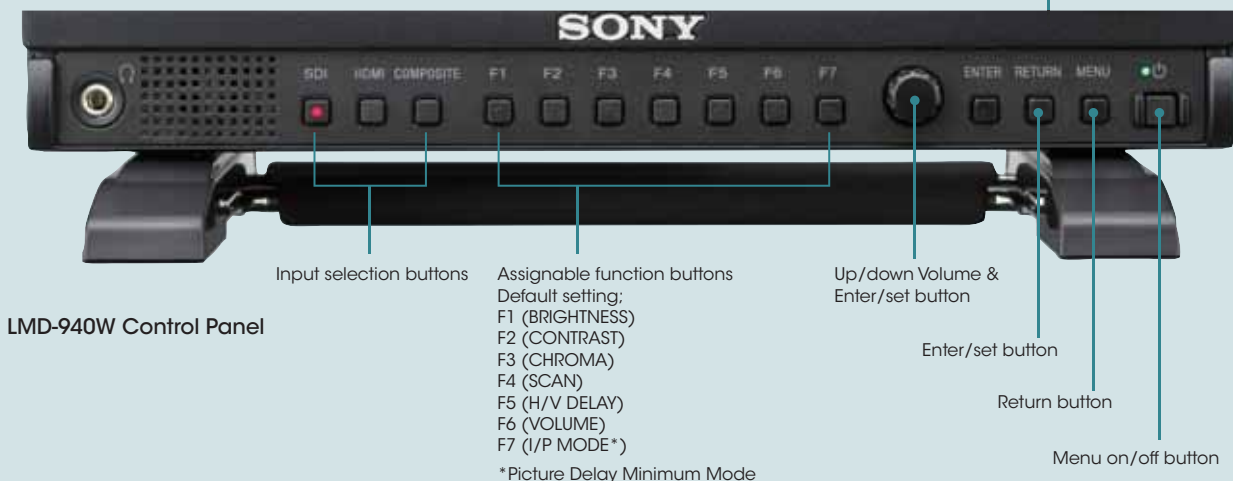 SONY
SDI HDMI COMPOSITE F1 F2 F3 F4 F5 F6 F7 ENTER RETURN MENU
Input selection buttons
Assignable function buttons
Default setting;
F1 (BRIGHTNESS)
F2 (CONTRAST)
F3 (CHROMA)
F4 (SCAN)
F5 (H/V DELAY)
F6 (VOLUME)
F7 (I/P MODE*)
*Picture Delay Minimum Mode
Up/down Volume &
Enter/set button
Enter/set button
Return button
Menu on/off button
LMD-940W Control Panel